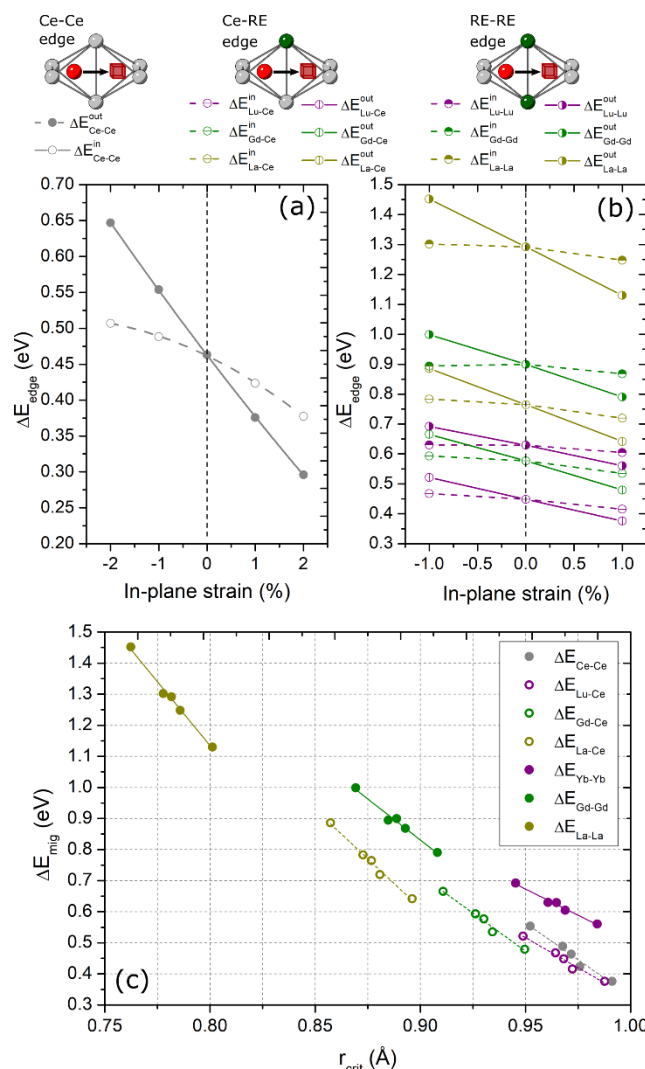 Ce-Ce edge
Ce-RE edge
RE-RE edge
ΔE^out_Ce-Ce
ΔE^in_Ce-Ce
ΔE^in_Lu-Ce ΔE^out_Lu-Ce
ΔE^in_Gd-Ce ΔE^out_Gd-Ce
ΔE^in_La-Ce ΔE^out_La-Ce
ΔE^in_Lu-Lu ΔE^out_Lu-Lu
ΔE^in_Gd-Gd ΔE^out_Gd-Gd
ΔE^in_La-La ΔE^out_La-La
(a)
ΔE_edge (eV)
0.70
0.65
0.60
0.55
0.50
0.45
0.40
0.35
0.30
0.25
0.20
-2 -1 0 1 2
In-plane strain (%)
(b)
ΔE_edge (eV)
1.5
1.4
1.3
1.2
1.1
1.0
0.9
0.8
0.7
0.6
0.5
0.4
0.3
-1.0 -0.5 0.0 0.5 1.0
In-plane strain (%)
(c)
ΔE_mig (eV)
1.5
1.4
1.3
1.2
1.1
1.0
0.9
0.8
0.7
0.6
0.5
0.4
0.3
ΔE_Ce-Ce
ΔE_Lu-Ce
ΔE_Gd-Ce
ΔE_La-Ce
ΔE_Yb-Yb
ΔE_Gd-Gd
ΔE_La-La
0.75 0.80 0.85 0.90 0.95 1.00
r_crit (Å)